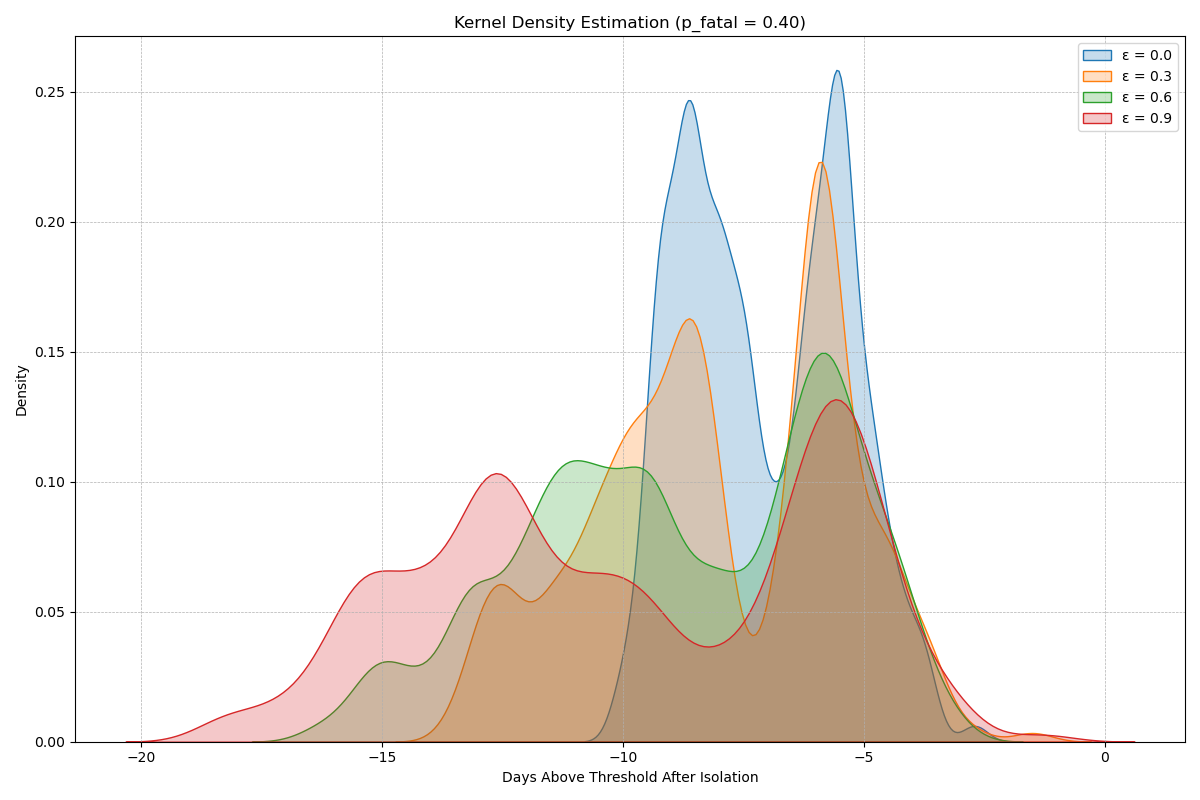 Kernel Density Estimation (p_fatal = 0.40)
ε = 0.0
ε = 0.3
ε = 0.6
ε = 0.9
Density
0.25
0.20
0.15
0.10
0.05
0.00
−20 −15 −10 −5 0
Days Above Threshold After Isolation